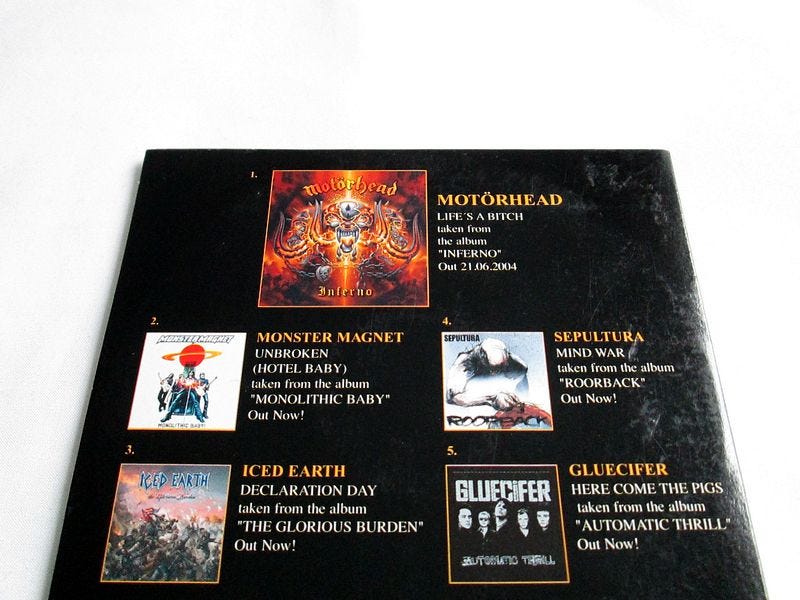 1.
Motörhead
Inferno
MOTÖRHEAD
LIFE´S A BITCH
taken from
the album
"INFERNO"
Out 21.06.2004
2.
MONSTER MAGNET
MONOLITHIC BABY!
MONSTER MAGNET
UNBROKEN
(HOTEL BABY)
taken from the album
"MONOLITHIC BABY"
Out Now!
4.
SEPULTURA
ROORBACK
SEPULTURA
MIND WAR
taken from the album
"ROORBACK"
Out Now!
3.
ICED EARTH
the Glorious Burden
ICED EARTH
DECLARATION DAY
taken from the album
"THE GLORIOUS BURDEN"
Out Now!
5.
GLUECIFER
AUTOMATIC THRILL
GLUECIFER
HERE COME THE PIGS
taken from the album
"AUTOMATIC THRILL"
Out Now!